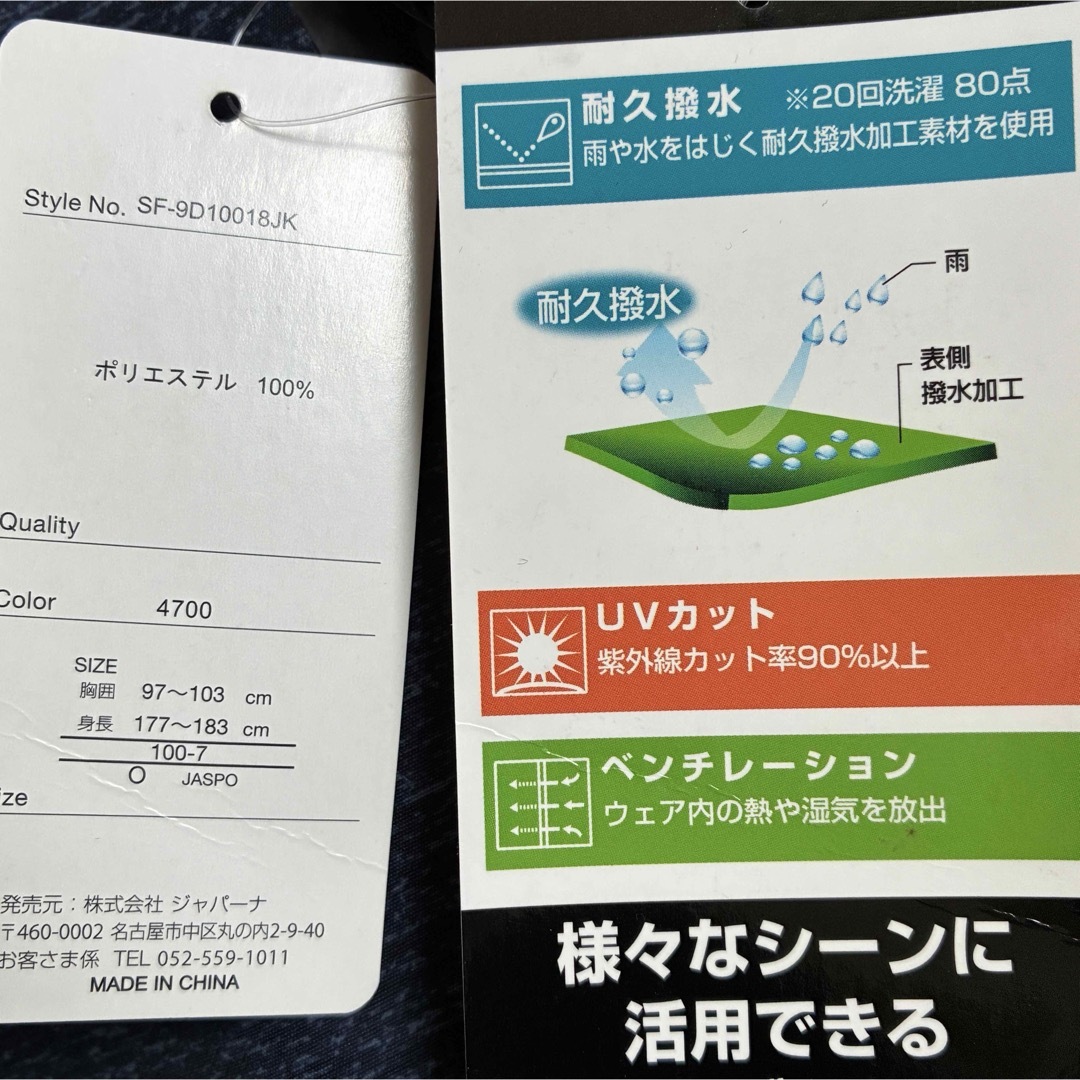 Style No. SF-9D10018JK
ポリエステル 100%
Quality
Color 4700
SIZE
胸囲 97～103 cm
身長 177～183 cm
100-7
O JASPO
ize
発売元：株式会社 ジャパーナ
〒460-0002 名古屋市中区丸の内2-9-40
お客さま係 TEL 052-559-1011
MADE IN CHINA
耐久撥水 ※20回洗濯 80点
雨や水をはじく耐久撥水加工素材を使用
雨
耐久撥水
表側
撥水加工
UVカット
紫外線カット率90%以上
ベンチレーション
ウェア内の熱や湿気を放出
様々なシーンに
活用できる